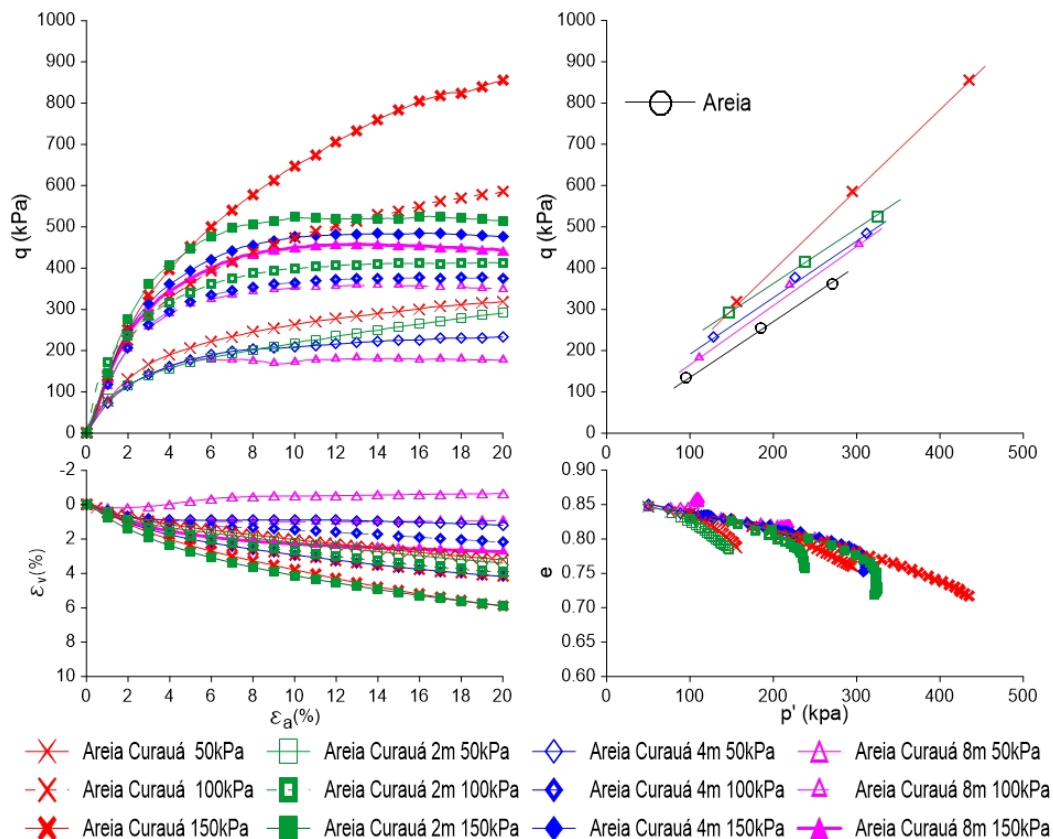 1000
900
800
700
600
500
400
300
200
100
0
q (kPa)
0 2 4 6 8 10 12 14 16 18 20
1000
900
800
700
600
500
400
300
200
100
0
q (kPa)
Areia
0 100 200 300 400 500
-2
0
2
4
6
8
10
εv(%)
0 2 4 6 8 10 12 14 16 18 20
εa(%)
0.90
0.85
0.80
0.75
0.70
0.65
0.60
e
0 100 200 300 400 500
p' (kpa)
Areia Curauá 50kPa
Areia Curauá 2m 50kPa
Areia Curauá 4m 50kPa
Areia Curauá 8m 50kPa
Areia Curauá 100kPa
Areia Curauá 2m 100kPa
Areia Curauá 4m 100kPa
Areia Curauá 8m 100kPa
Areia Curauá 150kPa
Areia Curauá 2m 150kPa
Areia Curauá 4m 150kPa
Areia Curauá 8m 150kPa